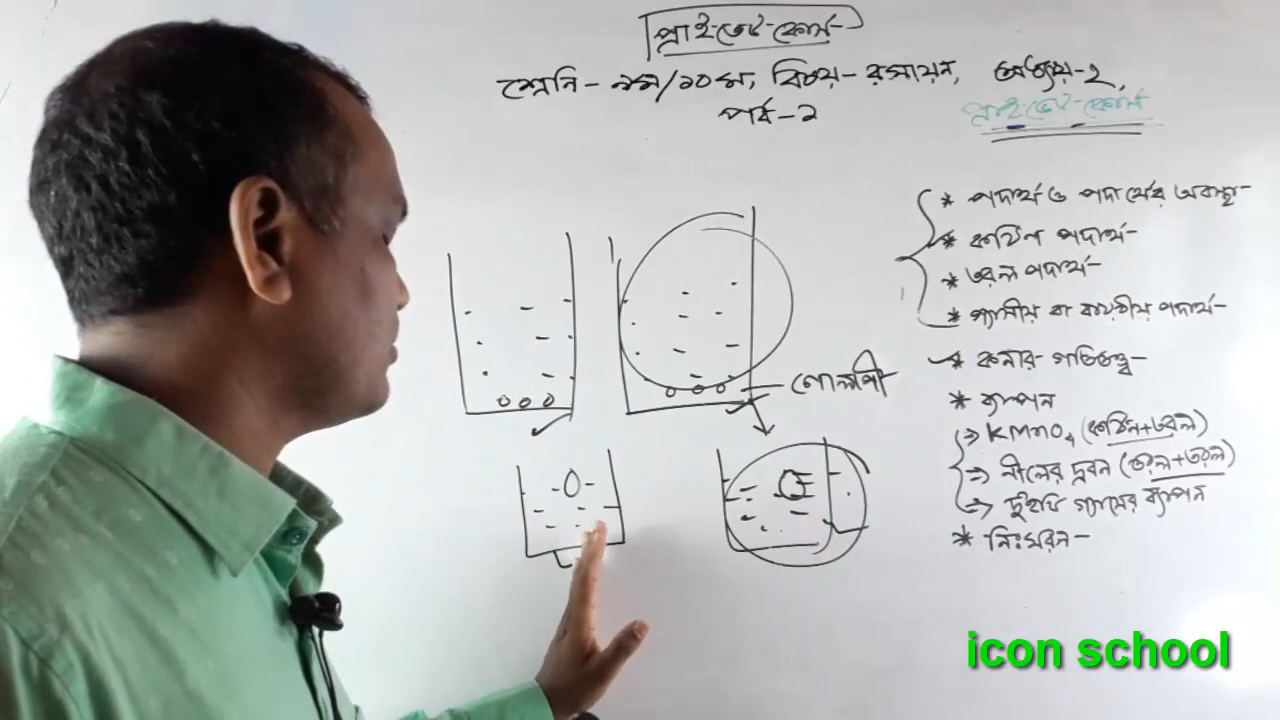 প্রাইভেট কোর্স
শ্রেনি - ৯ম/১০ম, বিষয় - রসায়ন, অধ্যায় - ২,
পর্ব - ২
প্রাইভেট কোর্স
* পদার্থ ও পদার্থের অবস্থা -
* কঠিন পদার্থ -
* তরল পদার্থ -
* গ্যাসীয় বা বায়বীয় পদার্থ -
* কনার গতিতত্ত্ব -
* ব্যাপন
⇒ KMnO₄ (কঠিন+তরল)
⇒ নীলের দ্রবন (তরল+তরল)
⇒ দুইটি গ্যাসের ব্যাপন
* নিঃসরন -
গোলাপী
icon school